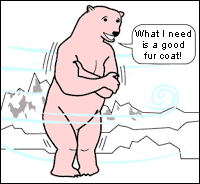 What I need
is a good
fur coat!